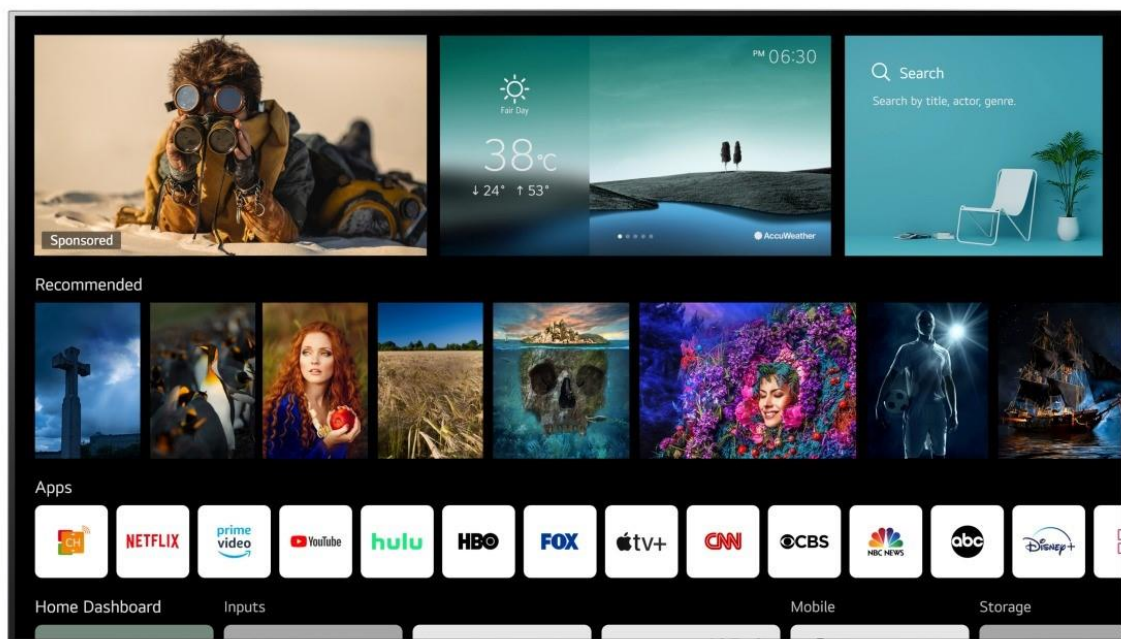 Sponsored
Fair Day
38°C
↓ 24° ↑ 53°
PM 06:30
AccuWeather
Search
Search by title, actor, genre.
Recommended
Apps
CH
NETFLIX
prime
video
YouTube
hulu
HBO
FOX
tv+
CNN
CBS
NBC NEWS
abc
Disney+
Home Dashboard
Inputs
Mobile
Storage